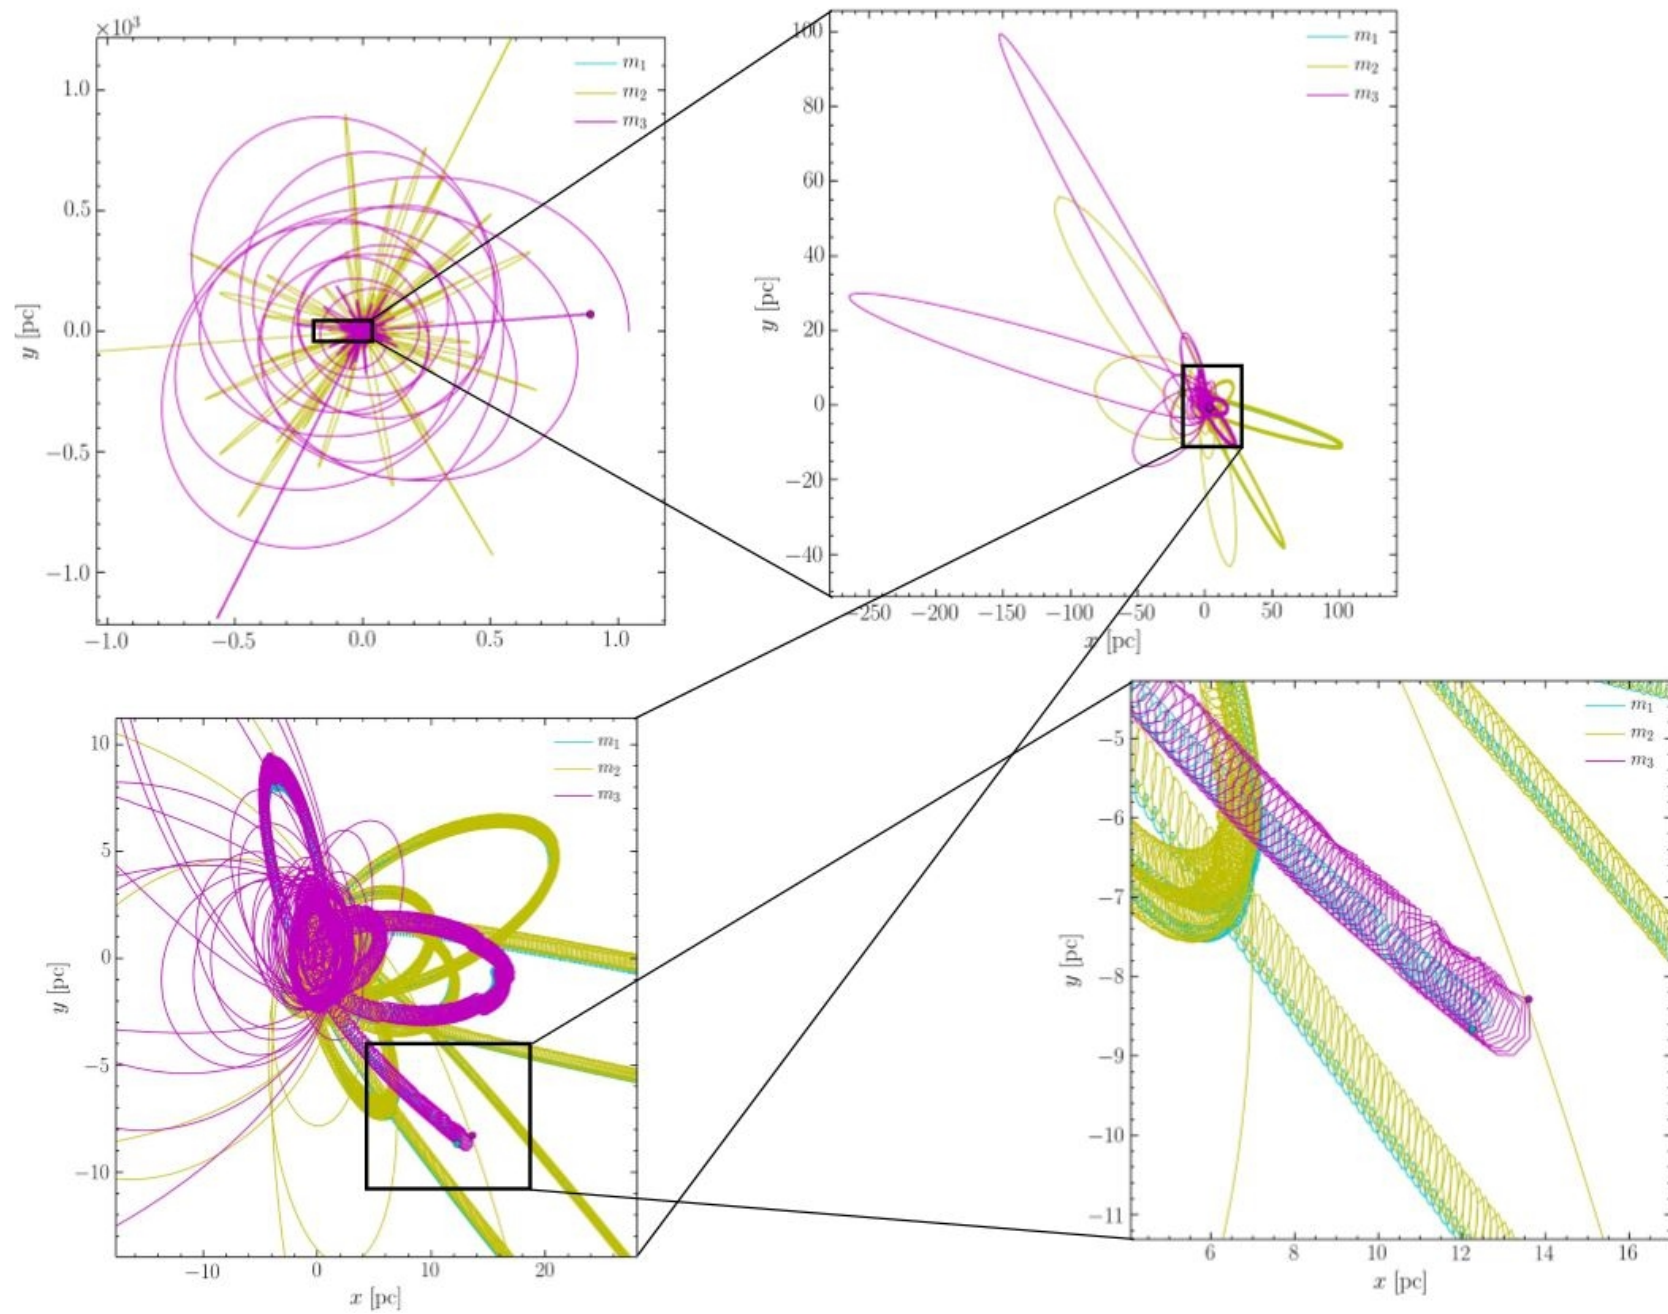 ×10³
1.0
0.5
0.0
−0.5
−1.0
y [pc]
−1.0 −0.5 0.0 0.5 1.0
m₁
m₂
m₃
100
80
60
40
20
0
−20
−40
y [pc]
−250 −200 −150 −100 −50 0 50 100
x [pc]
m₁
m₂
m₃
10
5
0
−5
−10
y [pc]
−10 0 10 20
x [pc]
m₁
m₂
m₃
−5
−6
−7
−8
−9
−10
−11
y [pc]
6 8 10 12 14 16
x [pc]
m₁
m₂
m₃